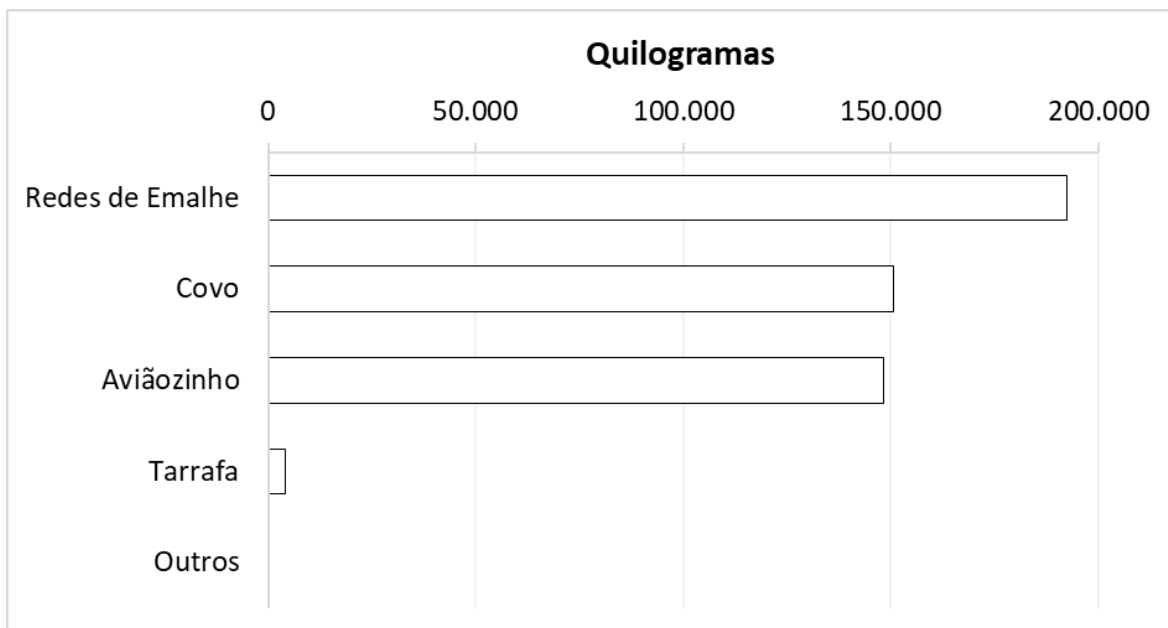 Quilogramas
0 50.000 100.000 150.000 200.000
Redes de Emalhe
Covo
Aviãozinho
Tarrafa
Outros